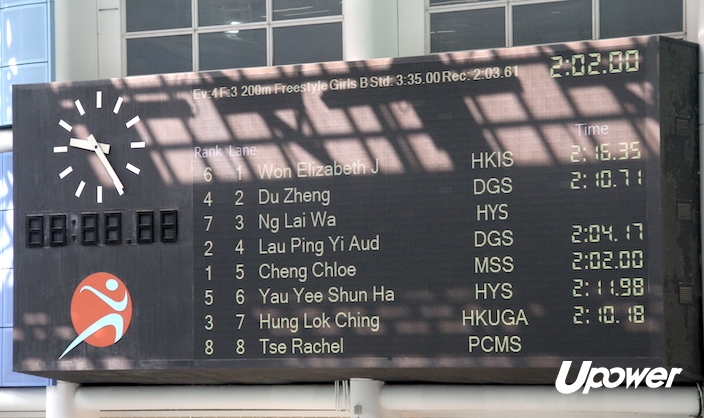 Ev:4 F:3 200m Freestyle Girls B Std: 3:35.00 Rec: 2:03.61 2:02.00
Rank Lane Time
6 1 Won Elizabeth J HKIS 2:16.35
4 2 Du Zheng DGS 2:10.71
7 3 Ng Lai Wa HYS
2 4 Lau Ping Yi Aud DGS 2:04.17
1 5 Cheng Chloe MSS 2:02.00
5 6 Yau Yee Shun Ha HYS 2:11.98
3 7 Hung Lok Ching HKUGA 2:10.18
8 8 Tse Rachel PCMS
Upower